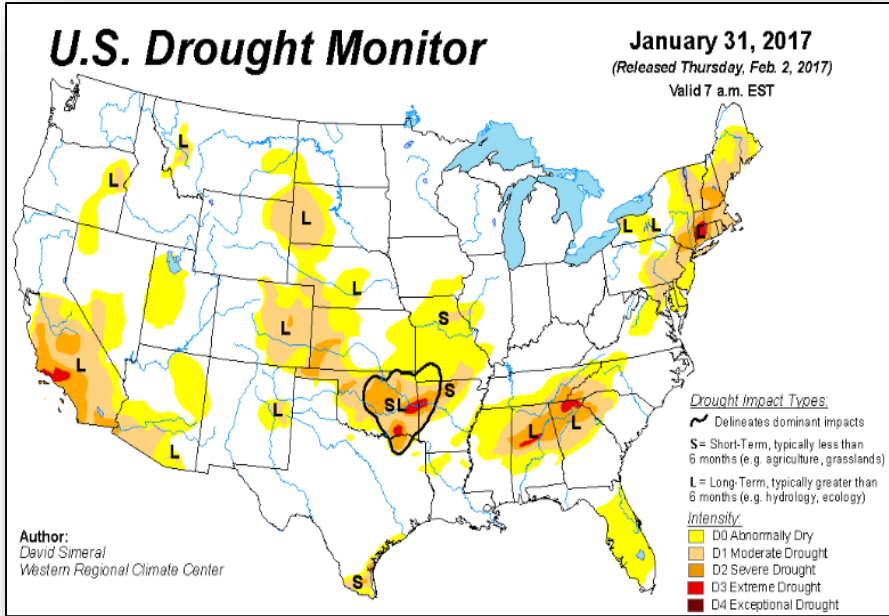 U.S. Drought Monitor
January 31, 2017
(Released Thursday, Feb. 2, 2017)
Valid 7 a.m. EST
L
L
L
L
L
L
L
L
L
S
L
S
L
SL
L
L
L
S
Drought Impact Types:
Delineates dominant impacts
S = Short-Term, typically less than
6 months (e.g. agriculture, grasslands)
L = Long-Term, typically greater than
6 months (e.g. hydrology, ecology)
Intensity:
D0 Abnormally Dry
D1 Moderate Drought
D2 Severe Drought
D3 Extreme Drought
D4 Exceptional Drought
Author:
David Simeral
Western Regional Climate Center